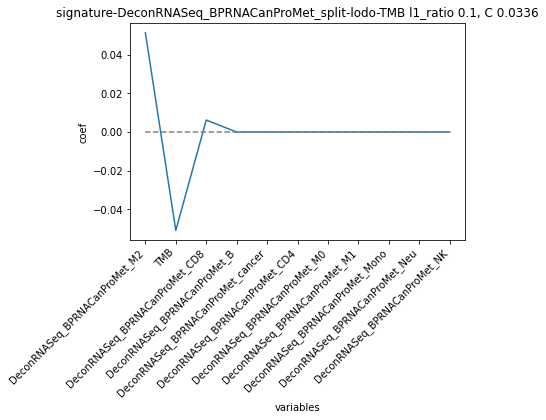 signature-DeconRNASeq_BPRNACanProMet_split-lodo-TMB l1_ratio 0.1, C 0.0336
0.04
0.02
0.00
−0.02
−0.04
coef
DeconRNASeq_BPRNACanProMet_M2
TMB
DeconRNASeq_BPRNACanProMet_CD8
DeconRNASeq_BPRNACanProMet_B
DeconRNASeq_BPRNACanProMet_cancer
DeconRNASeq_BPRNACanProMet_CD4
DeconRNASeq_BPRNACanProMet_M0
DeconRNASeq_BPRNACanProMet_M1
DeconRNASeq_BPRNACanProMet_Mono
DeconRNASeq_BPRNACanProMet_Neu
DeconRNASeq_BPRNACanProMet_NK
variables